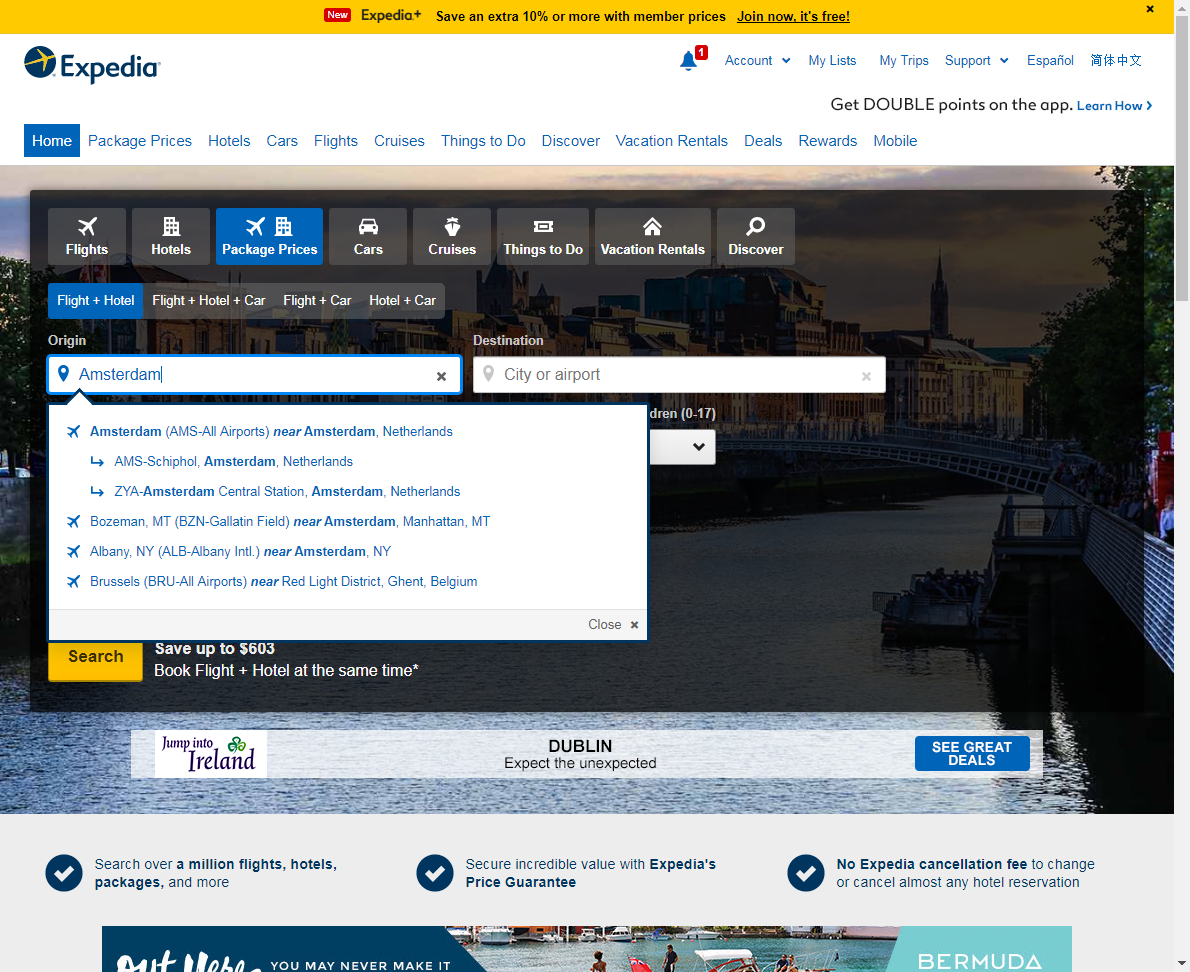 New Expedia+ Save an extra 10% or more with member prices Join now, it's free!
Expedia
1
Account My Lists My Trips Support Español 简体中文
Get DOUBLE points on the app. Learn How
Home Package Prices Hotels Cars Flights Cruises Things to Do Discover Vacation Rentals Deals Rewards Mobile
Flights Hotels Package Prices Cars Cruises Things to Do Vacation Rentals Discover
Flight + Hotel Flight + Hotel + Car Flight + Car Hotel + Car
Origin Destination
Amsterdam City or airport
dren (0-17)
Amsterdam (AMS-All Airports) near Amsterdam, Netherlands
AMS-Schiphol, Amsterdam, Netherlands
ZYA-Amsterdam Central Station, Amsterdam, Netherlands
Bozeman, MT (BZN-Gallatin Field) near Amsterdam, Manhattan, MT
Albany, NY (ALB-Albany Intl.) near Amsterdam, NY
Brussels (BRU-All Airports) near Red Light District, Ghent, Belgium
Close
Search
Save up to $603
Book Flight + Hotel at the same time*
Jump into
Ireland
DUBLIN
Expect the unexpected
SEE GREAT
DEALS
Search over a million flights, hotels,
packages, and more
Secure incredible value with Expedia's
Price Guarantee
No Expedia cancellation fee to change
or cancel almost any hotel reservation
Out Here
YOU MAY NEVER MAKE IT
BERMUDA